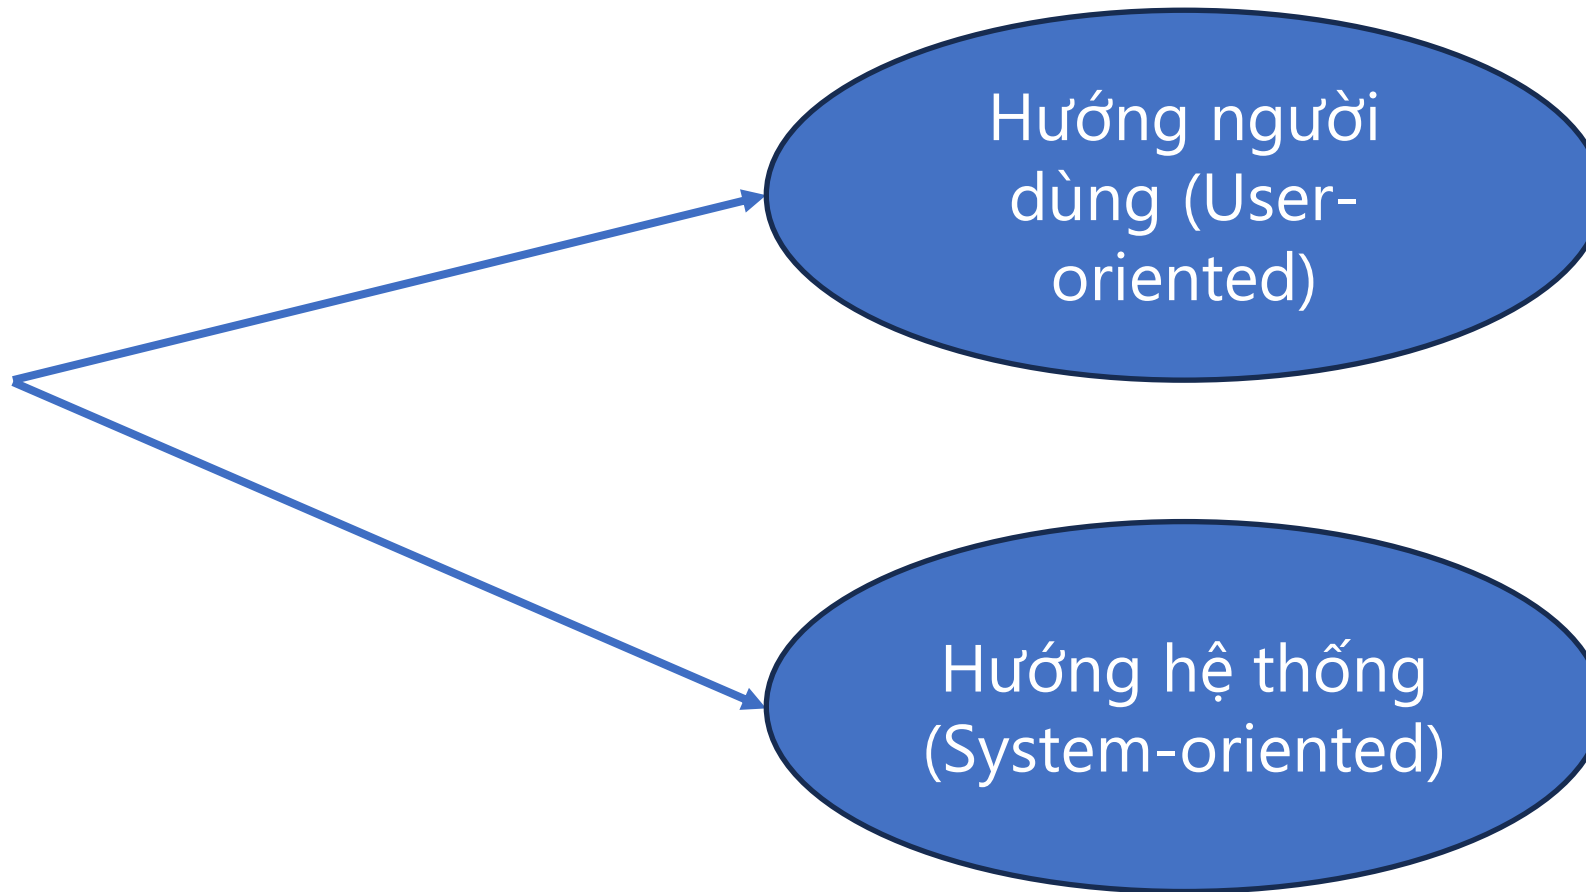 Hướng người
dùng (User-
oriented)
Hướng hệ thống
(System-oriented)